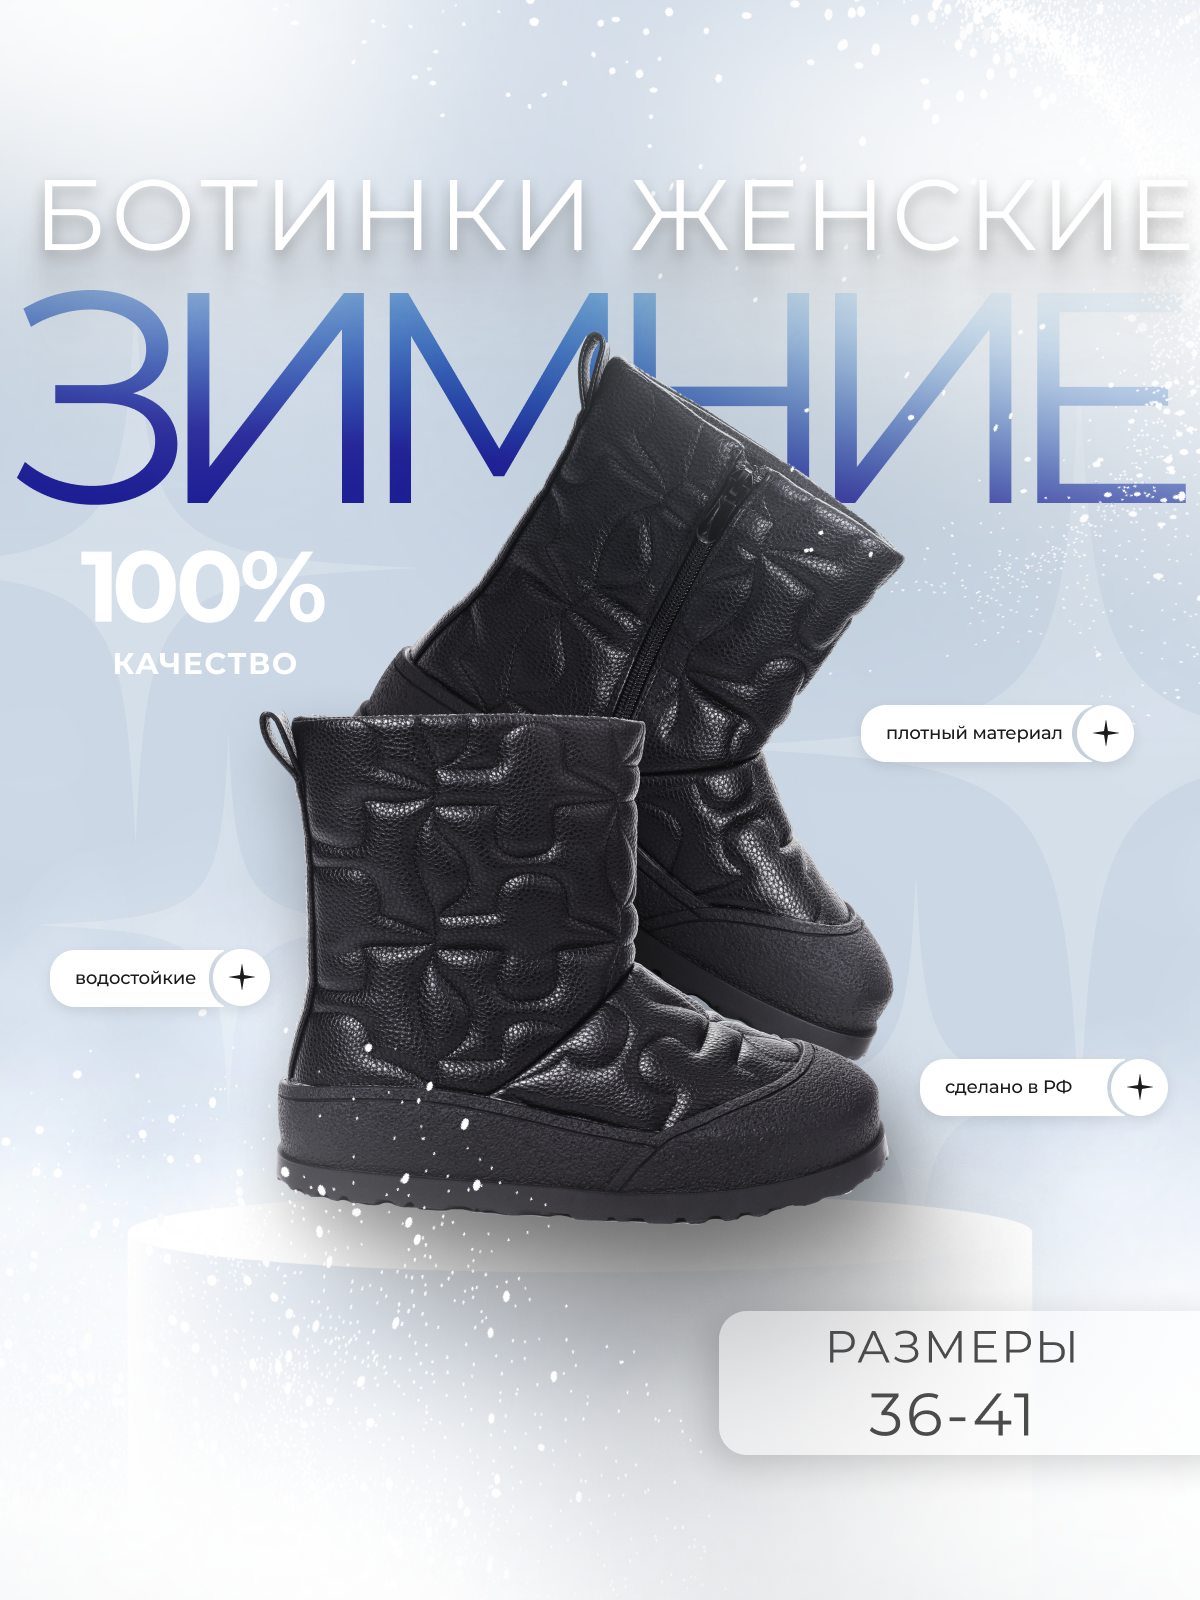 БОТИНКИ ЖЕНСКИЕ
ЗИМНИЕ
100%
КАЧЕСТВО
плотный материал
водостойкие
сделано в РФ
РАЗМЕРЫ
36-41